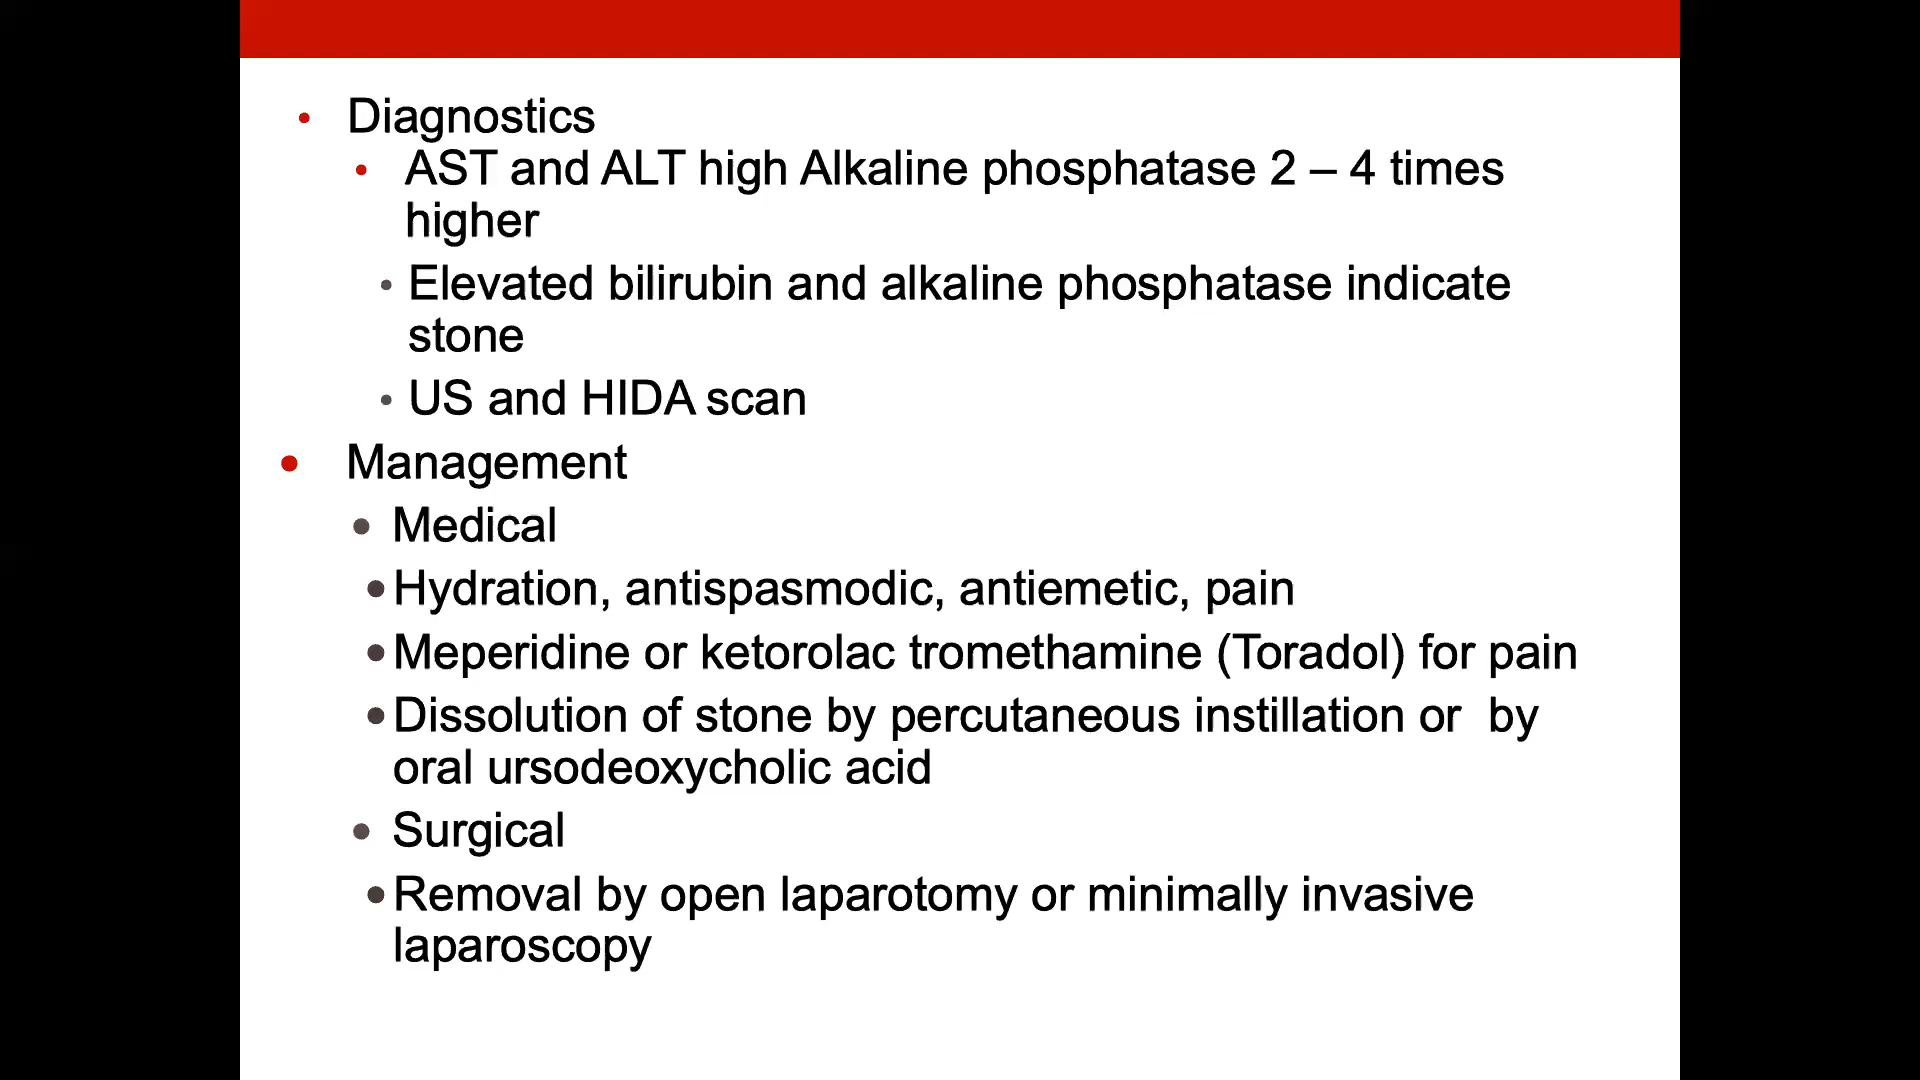 • Diagnostics
• AST and ALT high Alkaline phosphatase 2 – 4 times
higher
• Elevated bilirubin and alkaline phosphatase indicate
stone
• US and HIDA scan
• Management
• Medical
• Hydration, antispasmodic, antiemetic, pain
• Meperidine or ketorolac tromethamine (Toradol) for pain
• Dissolution of stone by percutaneous instillation or  by
oral ursodeoxycholic acid
• Surgical
• Removal by open laparotomy or minimally invasive
laparoscopy